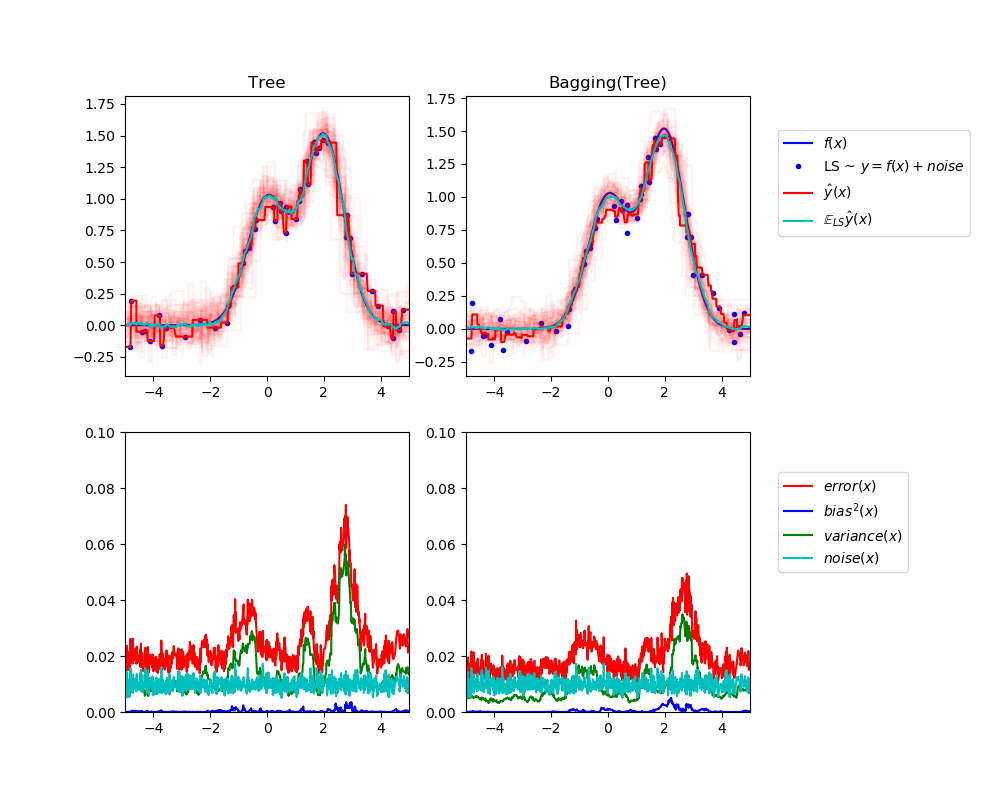 Tree
Bagging(Tree)
1.75
1.50
1.25
1.00
0.75
0.50
0.25
0.00
−0.25
−4 −2 0 2 4
1.75
1.50
1.25
1.00
0.75
0.50
0.25
0.00
−0.25
−4 −2 0 2 4
f(x)
LS ~ y = f(x) + noise
ŷ(x)
𝔼_LS ŷ(x)
0.10
0.08
0.06
0.04
0.02
0.00
−4 −2 0 2 4
0.10
0.08
0.06
0.04
0.02
0.00
−4 −2 0 2 4
error(x)
bias²(x)
variance(x)
noise(x)